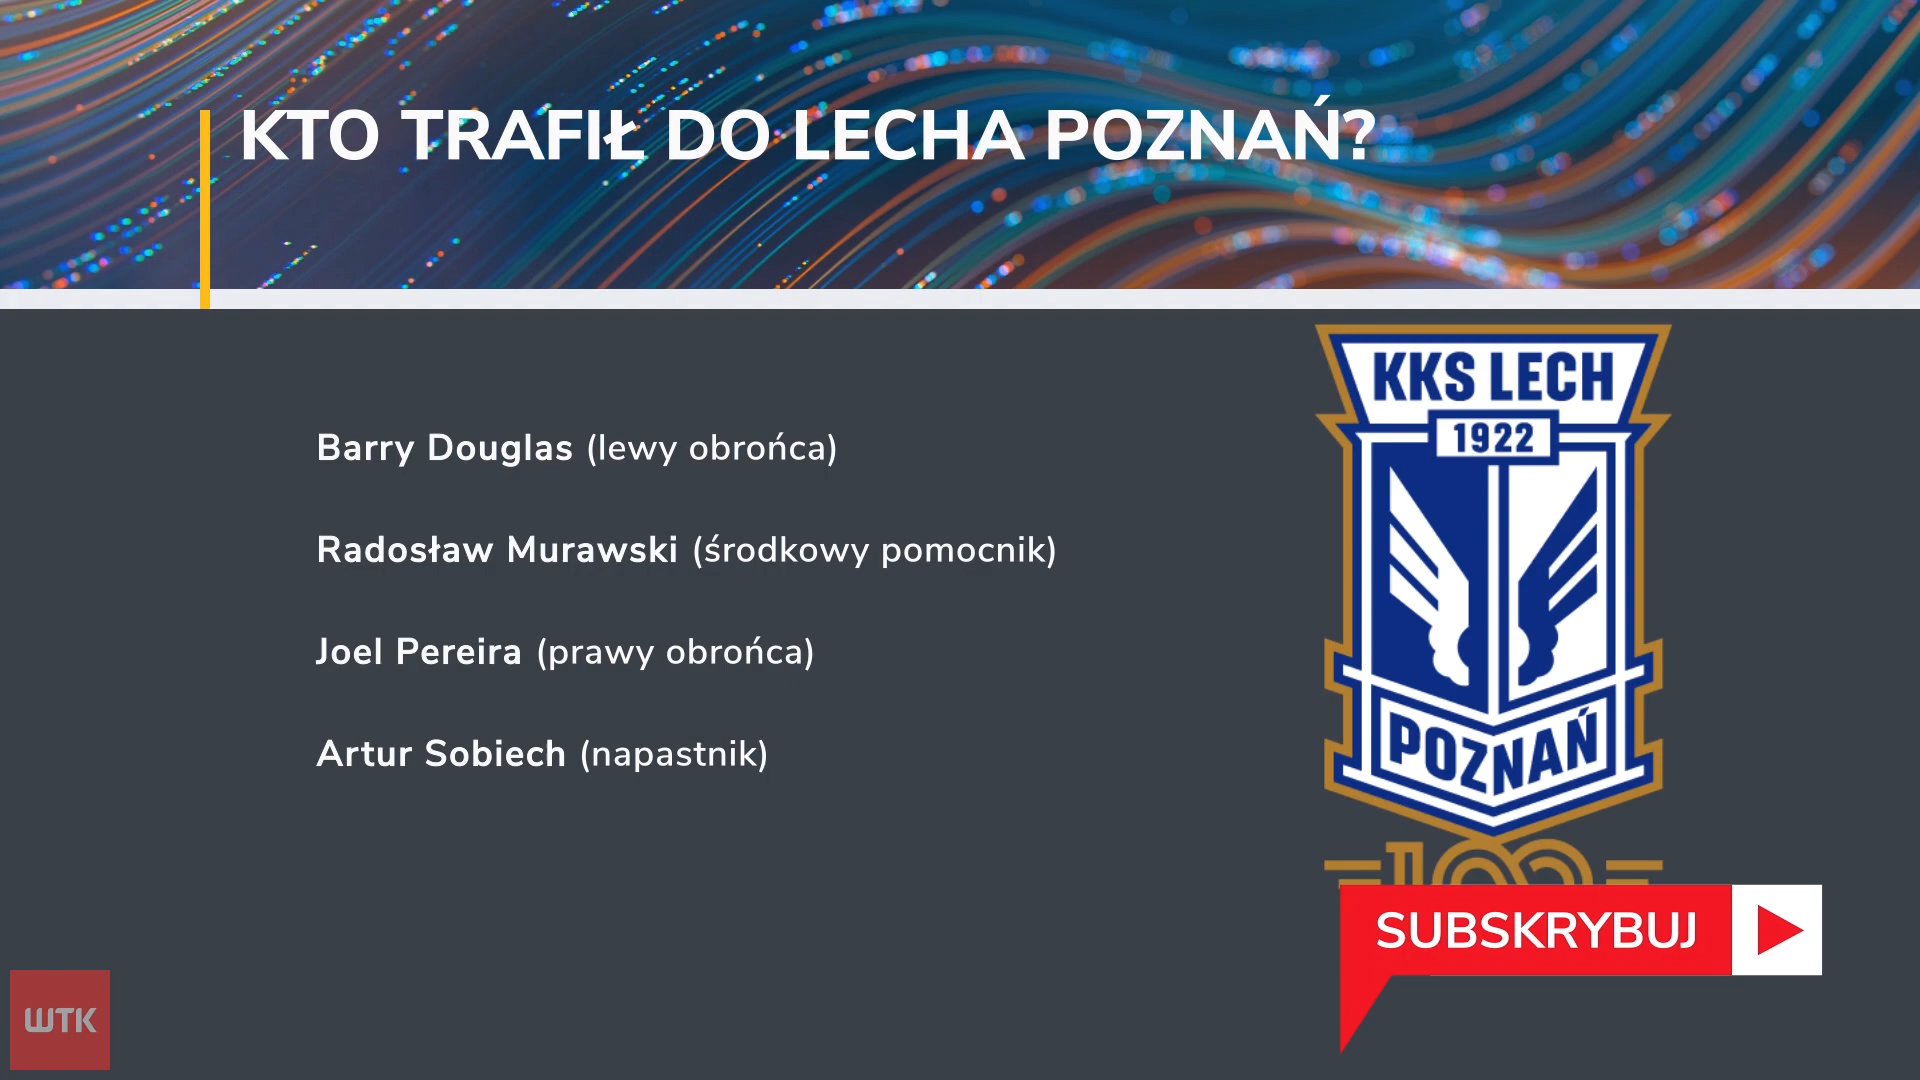 KTO TRAFIŁ DO LECHA POZNAŃ?
KKS LECH
1922
Barry Douglas (lewy obrońca)
Radosław Murawski (środkowy pomocnik)
Joel Pereira (prawy obrońca)
Artur Sobiech (napastnik)
POZNAŃ
100
SUBSKRYBUJ
WTK